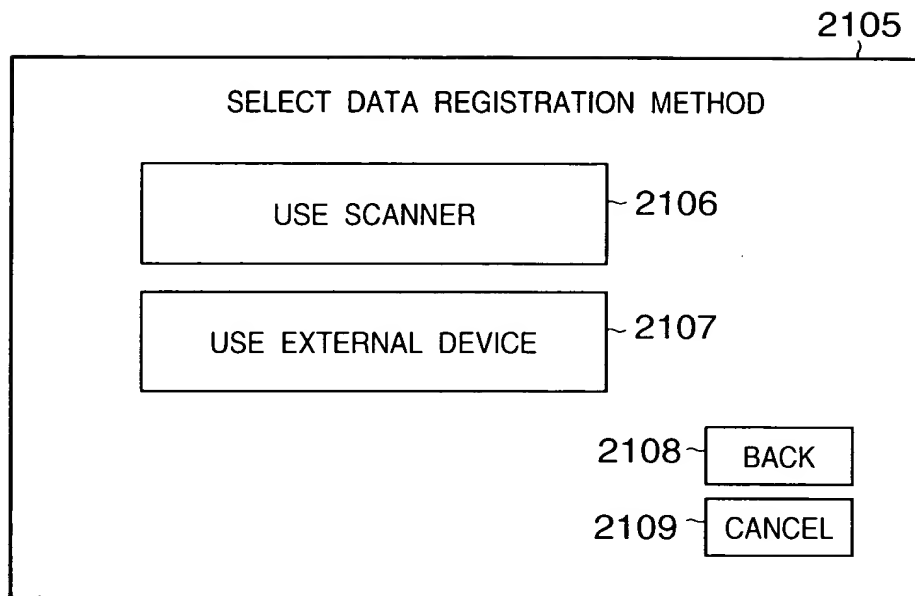 2105
SELECT DATA REGISTRATION METHOD
USE SCANNER
2106
USE EXTERNAL DEVICE
2107
2108
BACK
2109
CANCEL